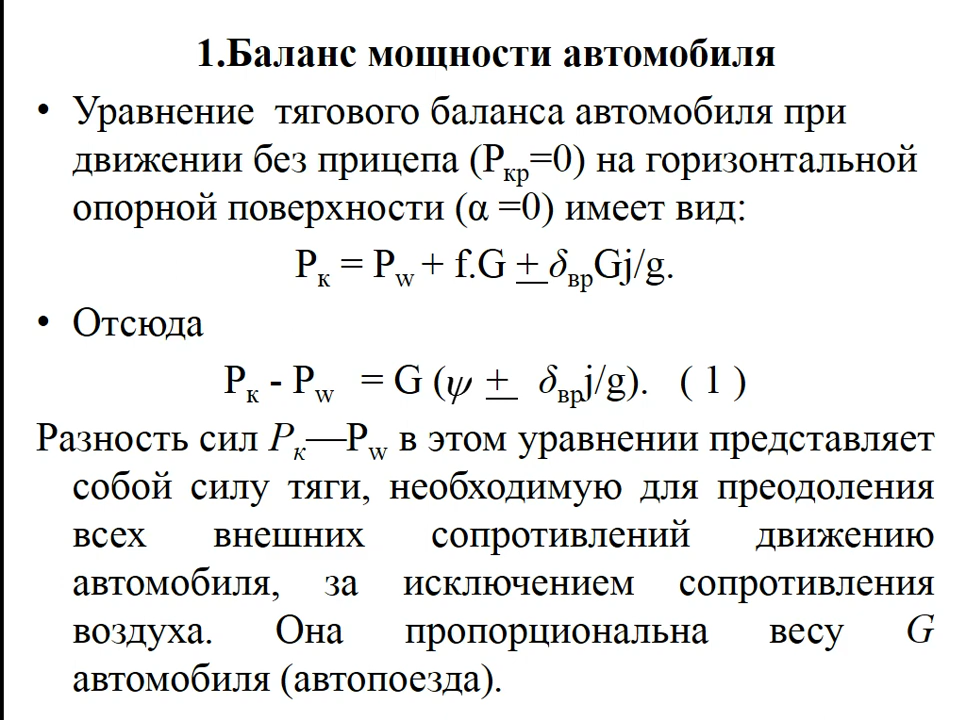 1.Баланс мощности автомобиля
• Уравнение тягового баланса автомобиля при
движении без прицепа (Pкр=0) на горизонтальной
опорной поверхности (α =0) имеет вид:
Pк = Pw + f.G + δврGj/g.
• Отсюда
Pк - Pw = G (ψ + δврj/g). ( 1 )
Разность сил Pк—Pw в этом уравнении представляет
собой силу тяги, необходимую для преодоления
всех внешних сопротивлений движению
автомобиля, за исключением сопротивления
воздуха. Она пропорциональна весу G
автомобиля (автопоезда).